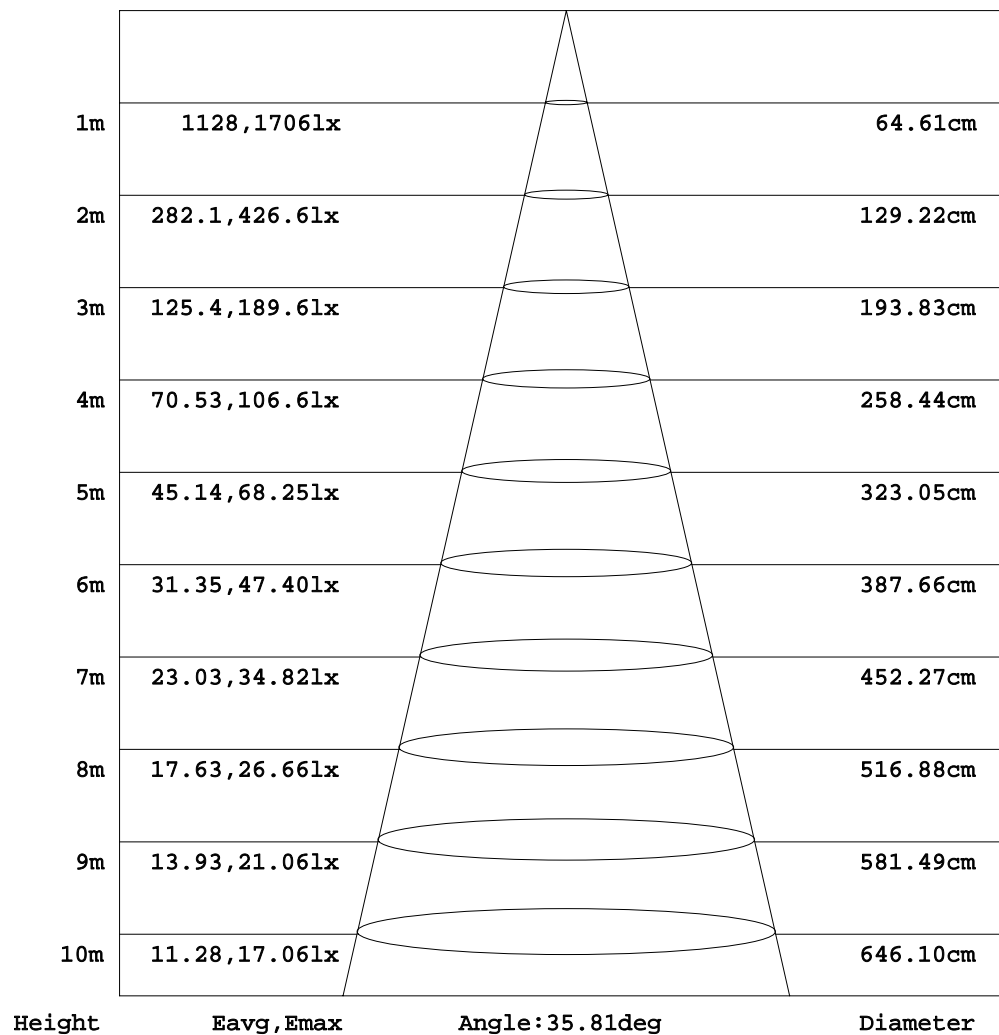 1m 1128,1706lx 64.61cm
2m 282.1,426.6lx 129.22cm
3m 125.4,189.6lx 193.83cm
4m 70.53,106.6lx 258.44cm
5m 45.14,68.25lx 323.05cm
6m 31.35,47.40lx 387.66cm
7m 23.03,34.82lx 452.27cm
8m 17.63,26.66lx 516.88cm
9m 13.93,21.06lx 581.49cm
10m 11.28,17.06lx 646.10cm
Height Eavg,Emax Angle:35.81deg Diameter